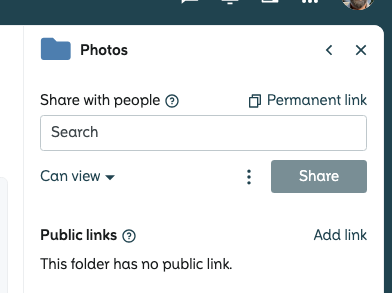 Photos
Share with people Permanent link
Search
Can view Share
Public links Add link
This folder has no public link.